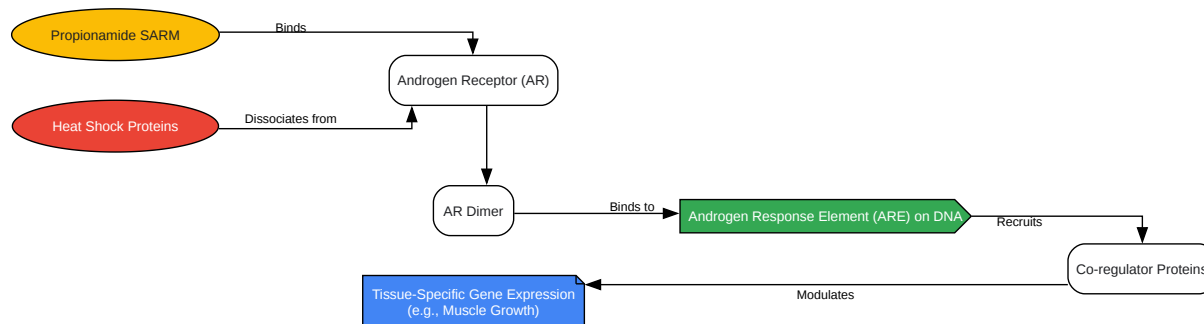 Propionamide SARM
Binds
Androgen Receptor (AR)
Heat Shock Proteins
Dissociates from
AR Dimer
Binds to
Androgen Response Element (ARE) on DNA
Recruits
Co-regulator Proteins
Modulates
Tissue-Specific Gene Expression
(e.g., Muscle Growth)